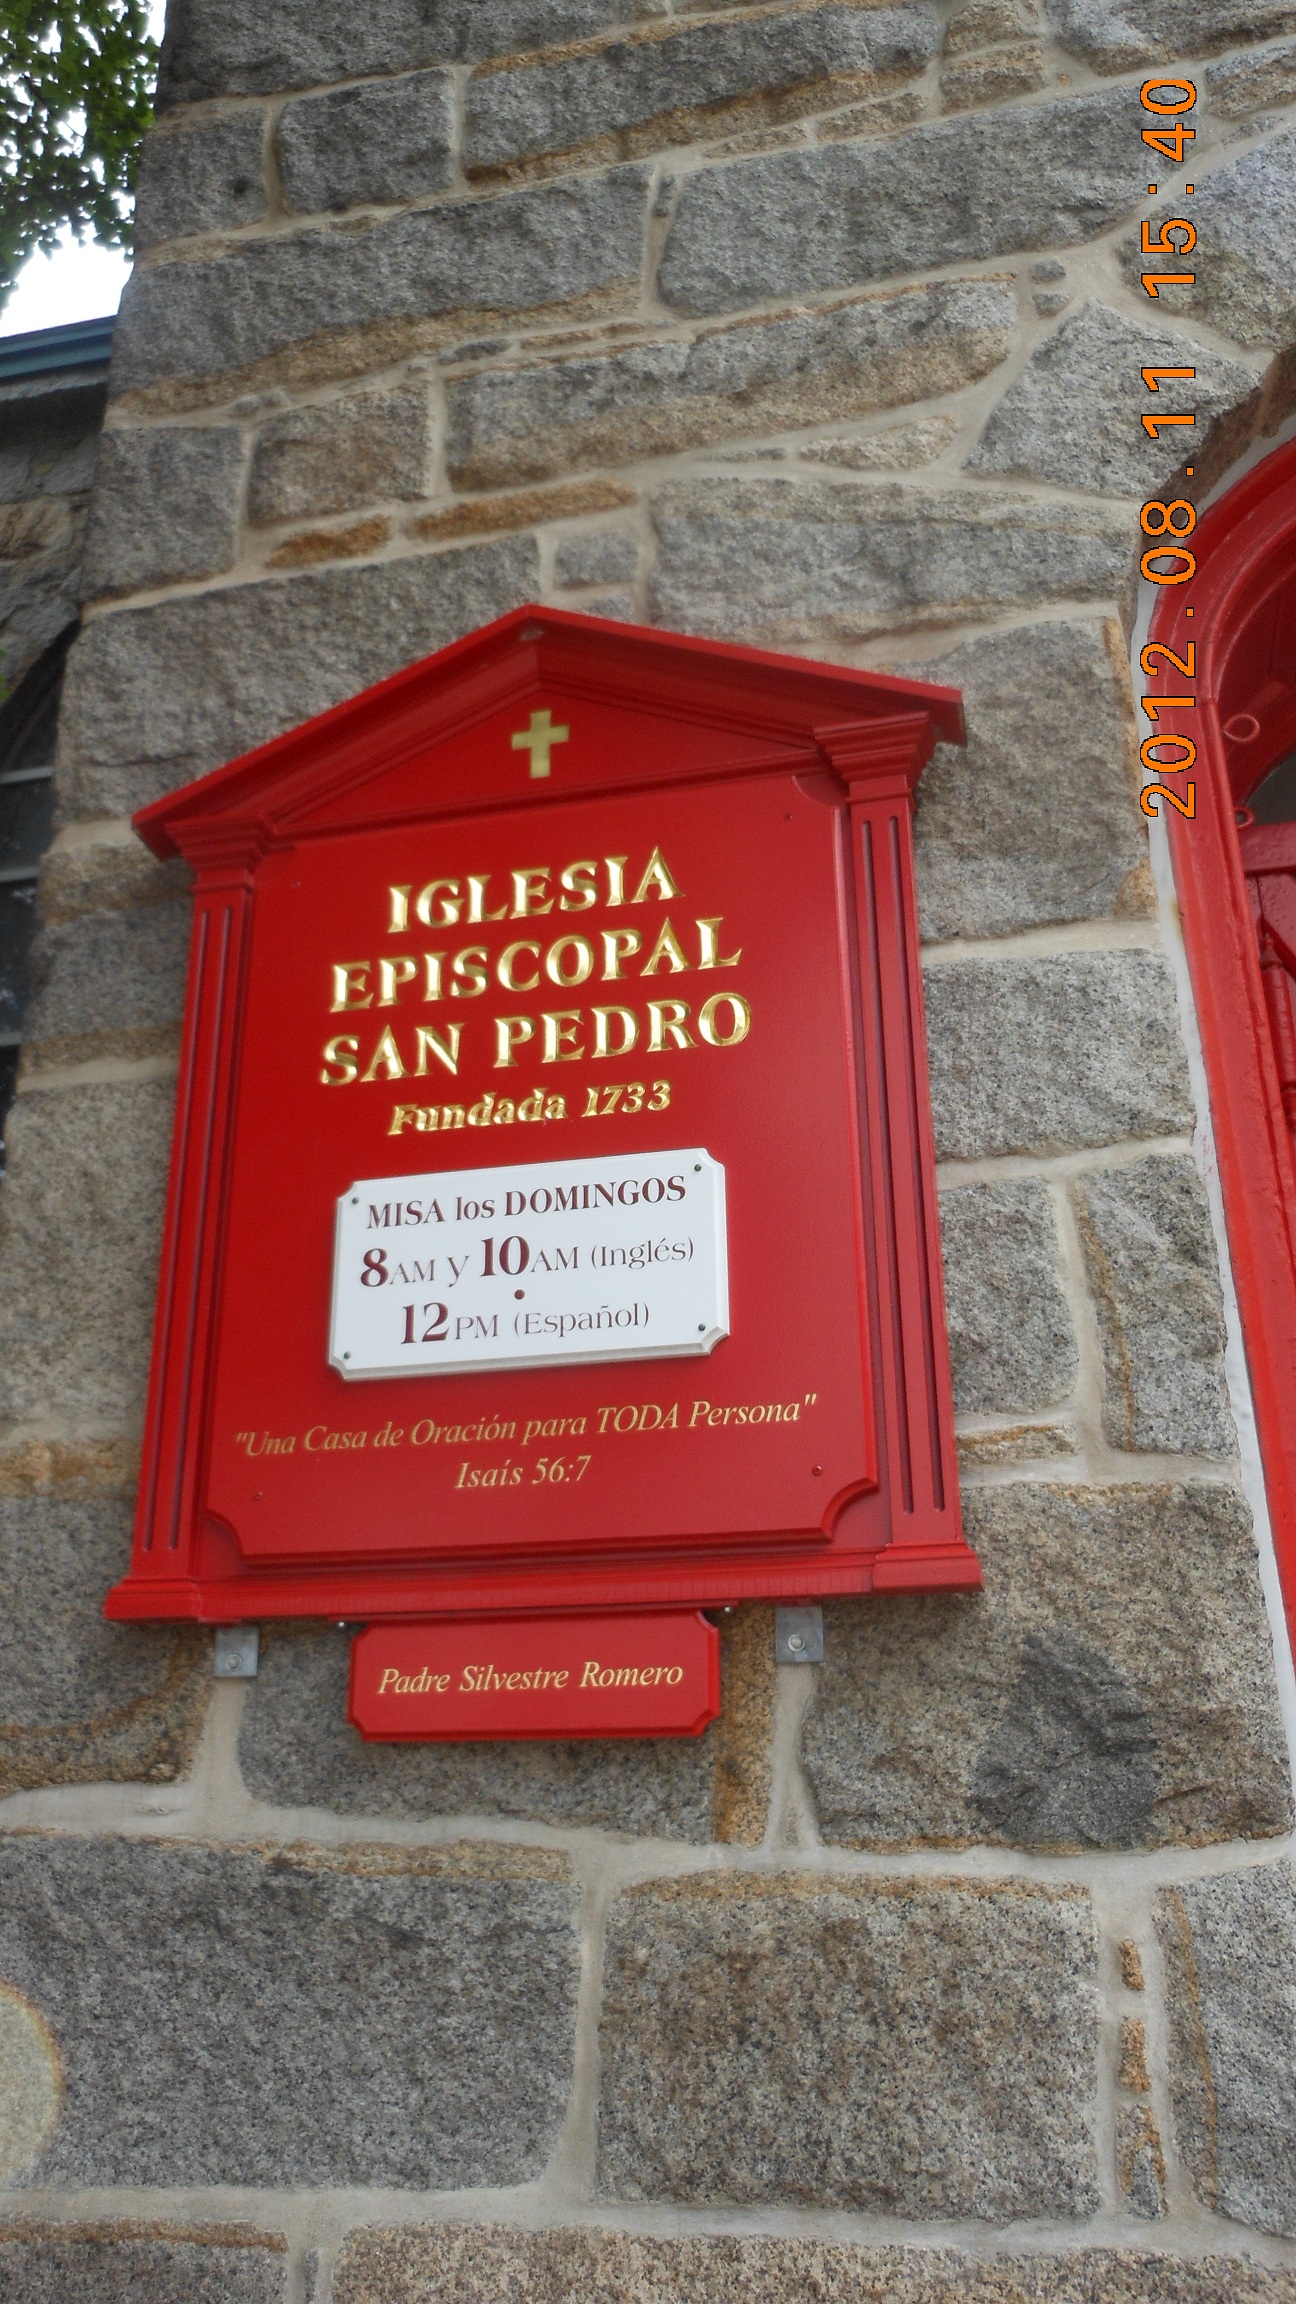 IGLESIA
EPISCOPAL
SAN PEDRO
Fundada 1733
MISA los DOMINGOS
8AM y 10AM (Inglés)
•
12PM (Español)
"Una Casa de Oración para TODA Persona"
Isaís 56:7
Padre Silvestre Romero
2012.08.11 15:40